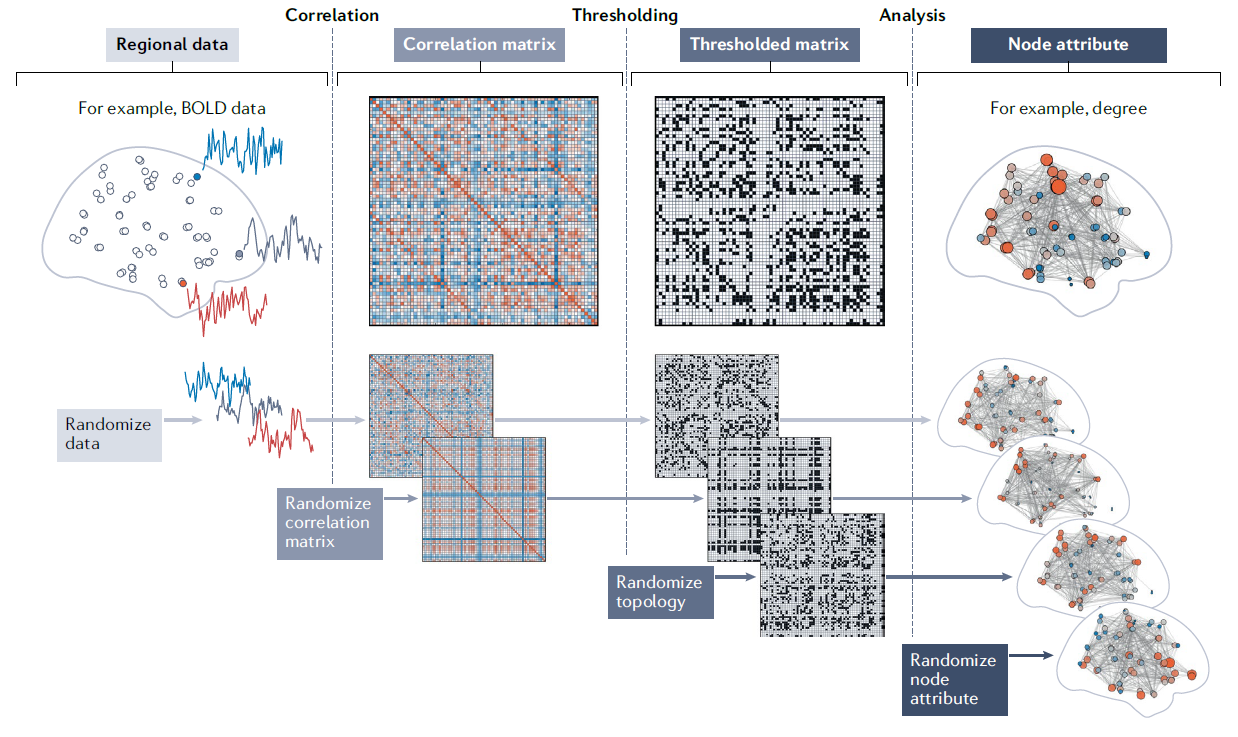 Correlation
Thresholding
Analysis
Regional data
Correlation matrix
Thresholded matrix
Node attribute
For example, BOLD data
For example, degree
Randomize
data
Randomize
correlation
matrix
Randomize
topology
Randomize
node
attribute